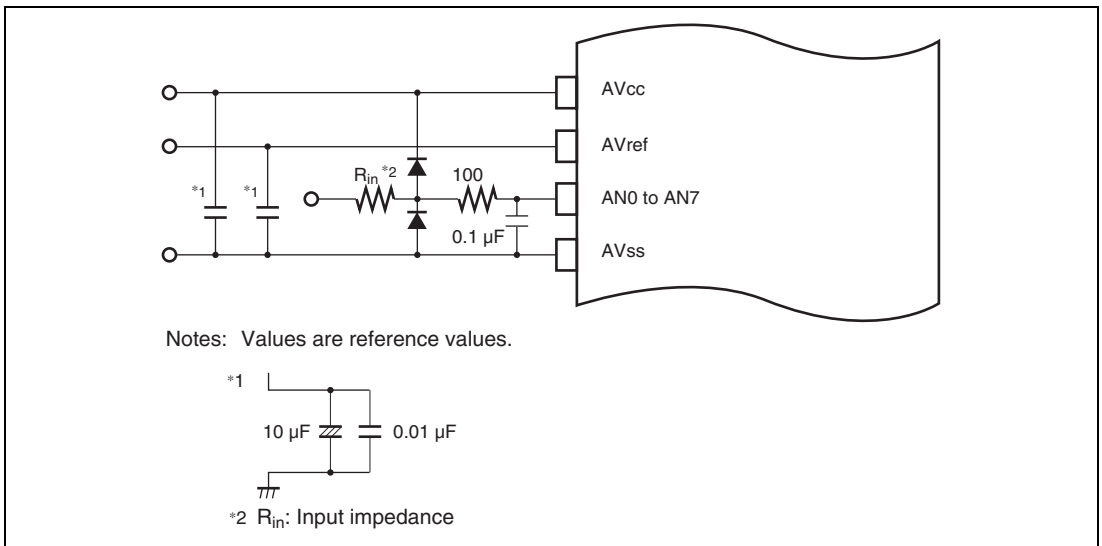 AVcc
AVref
*1 *1 Rin *2 100
AN0 to AN7
0.1 µF
AVss
Notes: Values are reference values.
*1
10 µF 0.01 µF
*2 Rin: Input impedance